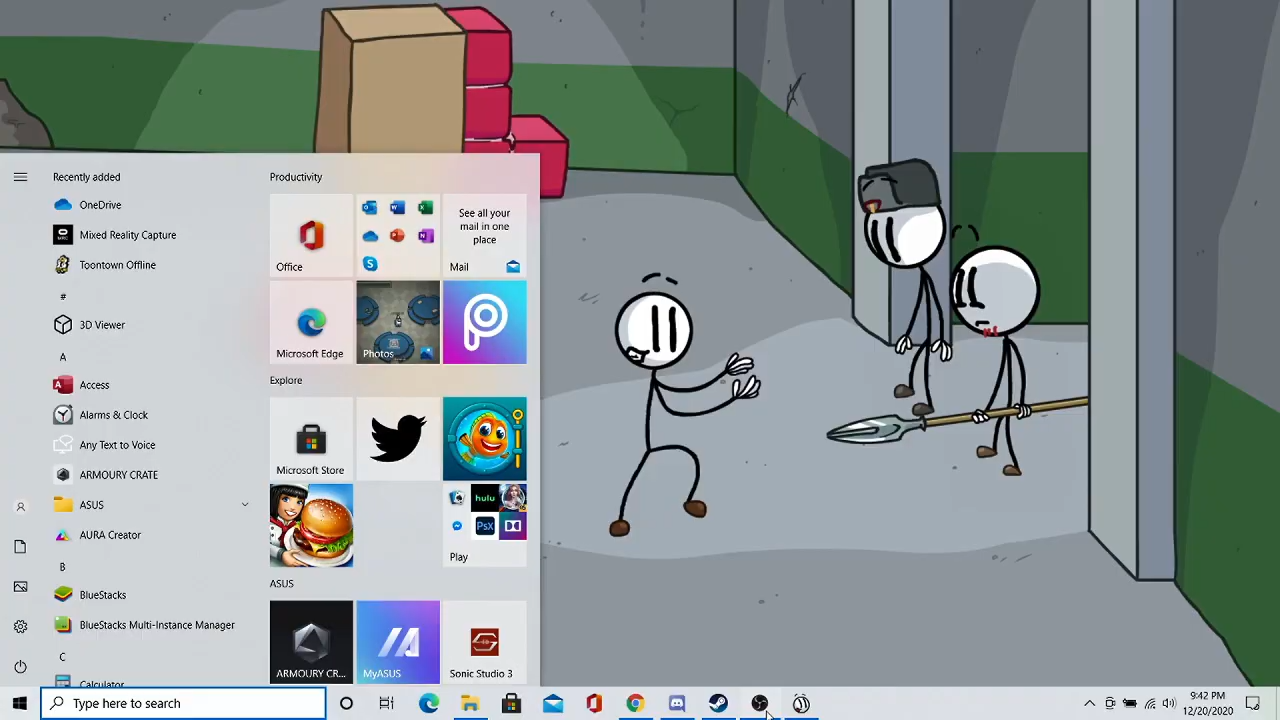 Recently added
OneDrive
Mixed Reality Capture
Toontown Offline
#
3D Viewer
A
Access
Alarms & Clock
Any Text to Voice
ARMOURY CRATE
ASUS
AURA Creator
B
BlueStacks
BlueStacks Multi-Instance Manager
C
Calculator
Productivity
Office
See all your
mail in one
place
Mail
Microsoft Edge
Photos
Explore
Microsoft Store
hulu
PsX
Play
ASUS
ARMOURY CR...
MyASUS
Sonic Studio 3
Type here to search
9:42 PM
12/20/2020